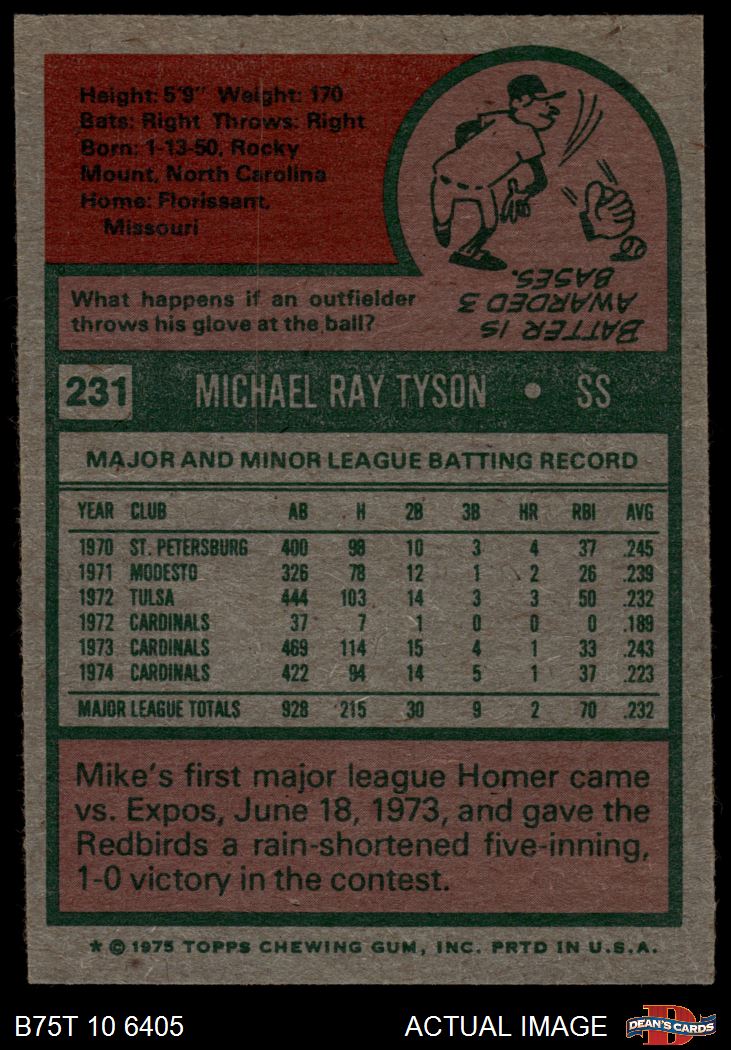 Height: 5'9" Weight: 170
Bats: Right Throws: Right
Born: 1-13-50, Rocky
Mount, North Carolina
Home: Florissant,
Missouri
What happens if an outfielder
throws his glove at the ball?
BATTER IS
AWARDED 3
BASES.
231 MICHAEL RAY TYSON • SS
MAJOR AND MINOR LEAGUE BATTING RECORD
YEAR CLUB AB H 2B 3B HR RBI AVG
1970 ST. PETERSBURG 400 98 10 3 4 37 .245
1971 MODESTO 326 78 12 1 2 26 .239
1972 TULSA 444 103 14 3 3 50 .232
1972 CARDINALS 37 7 1 0 0 0 .189
1973 CARDINALS 469 114 15 4 1 33 .243
1974 CARDINALS 422 94 14 5 1 37 .223
MAJOR LEAGUE TOTALS 928 215 30 9 2 70 .232
Mike's first major league Homer came
vs. Expos, June 18, 1973, and gave the
Redbirds a rain-shortened five-inning,
1-0 victory in the contest.
* © 1975 TOPPS CHEWING GUM, INC. PRTD IN U.S.A.
B75T 10 6405 ACTUAL IMAGE DEAN'S CARDS